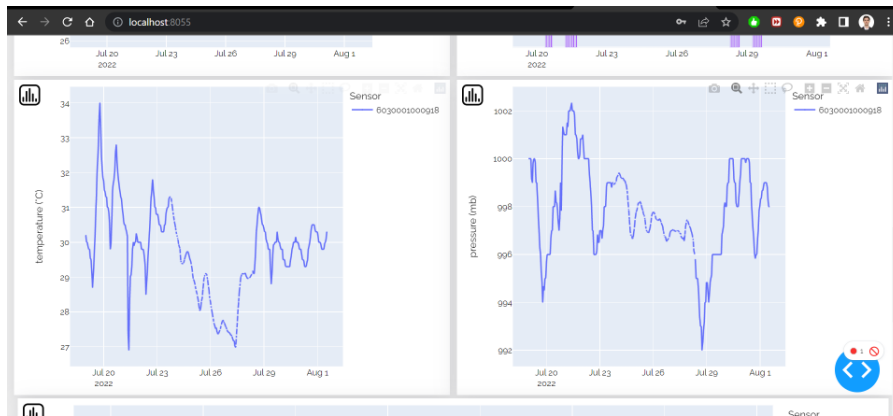 localhost:8055
26
Jul 20
2022
Jul 23
Jul 26
Jul 29
Aug 1
Jul 20
2022
Jul 23
Jul 26
Jul 29
Aug 1
Sensor
6030001000918
temperature (°C)
34
33
32
31
30
29
28
27
Jul 20
2022
Jul 23
Jul 26
Jul 29
Aug 1
Sensor
6030001000918
pressure (mb)
1002
1000
998
996
994
992
Jul 20
2022
Jul 23
Jul 26
Jul 29
Aug 1
1
Sensor